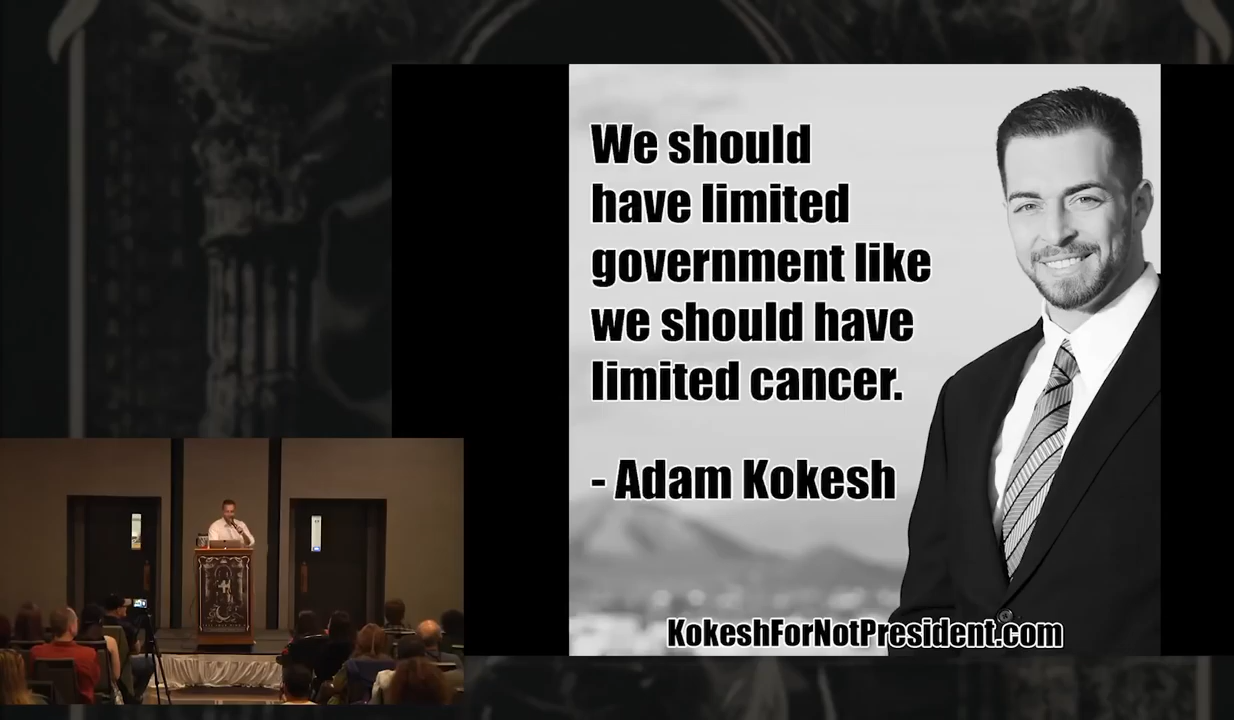 We should
have limited
government like
we should have
limited cancer.
- Adam Kokesh
KokeshForNotPresident.com